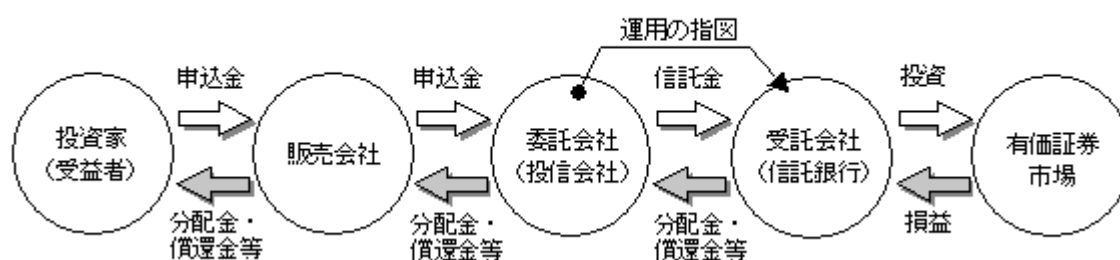 運用の指図
申込金
申込金
信託金
投資
投資家
(受益者)
販売会社
委託会社
(投信会社)
受託会社
(信託銀行)
有価証券
市場
分配金・
償還金等
分配金・
償還金等
分配金・
償還金等
損益